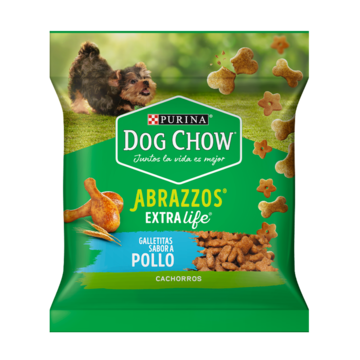 PURINA
DOG CHOW®
Juntos la vida es mejor
ABRAZZOS®
EXTRA life®
GALLETITAS
SABOR A
POLLO
CACHORROS